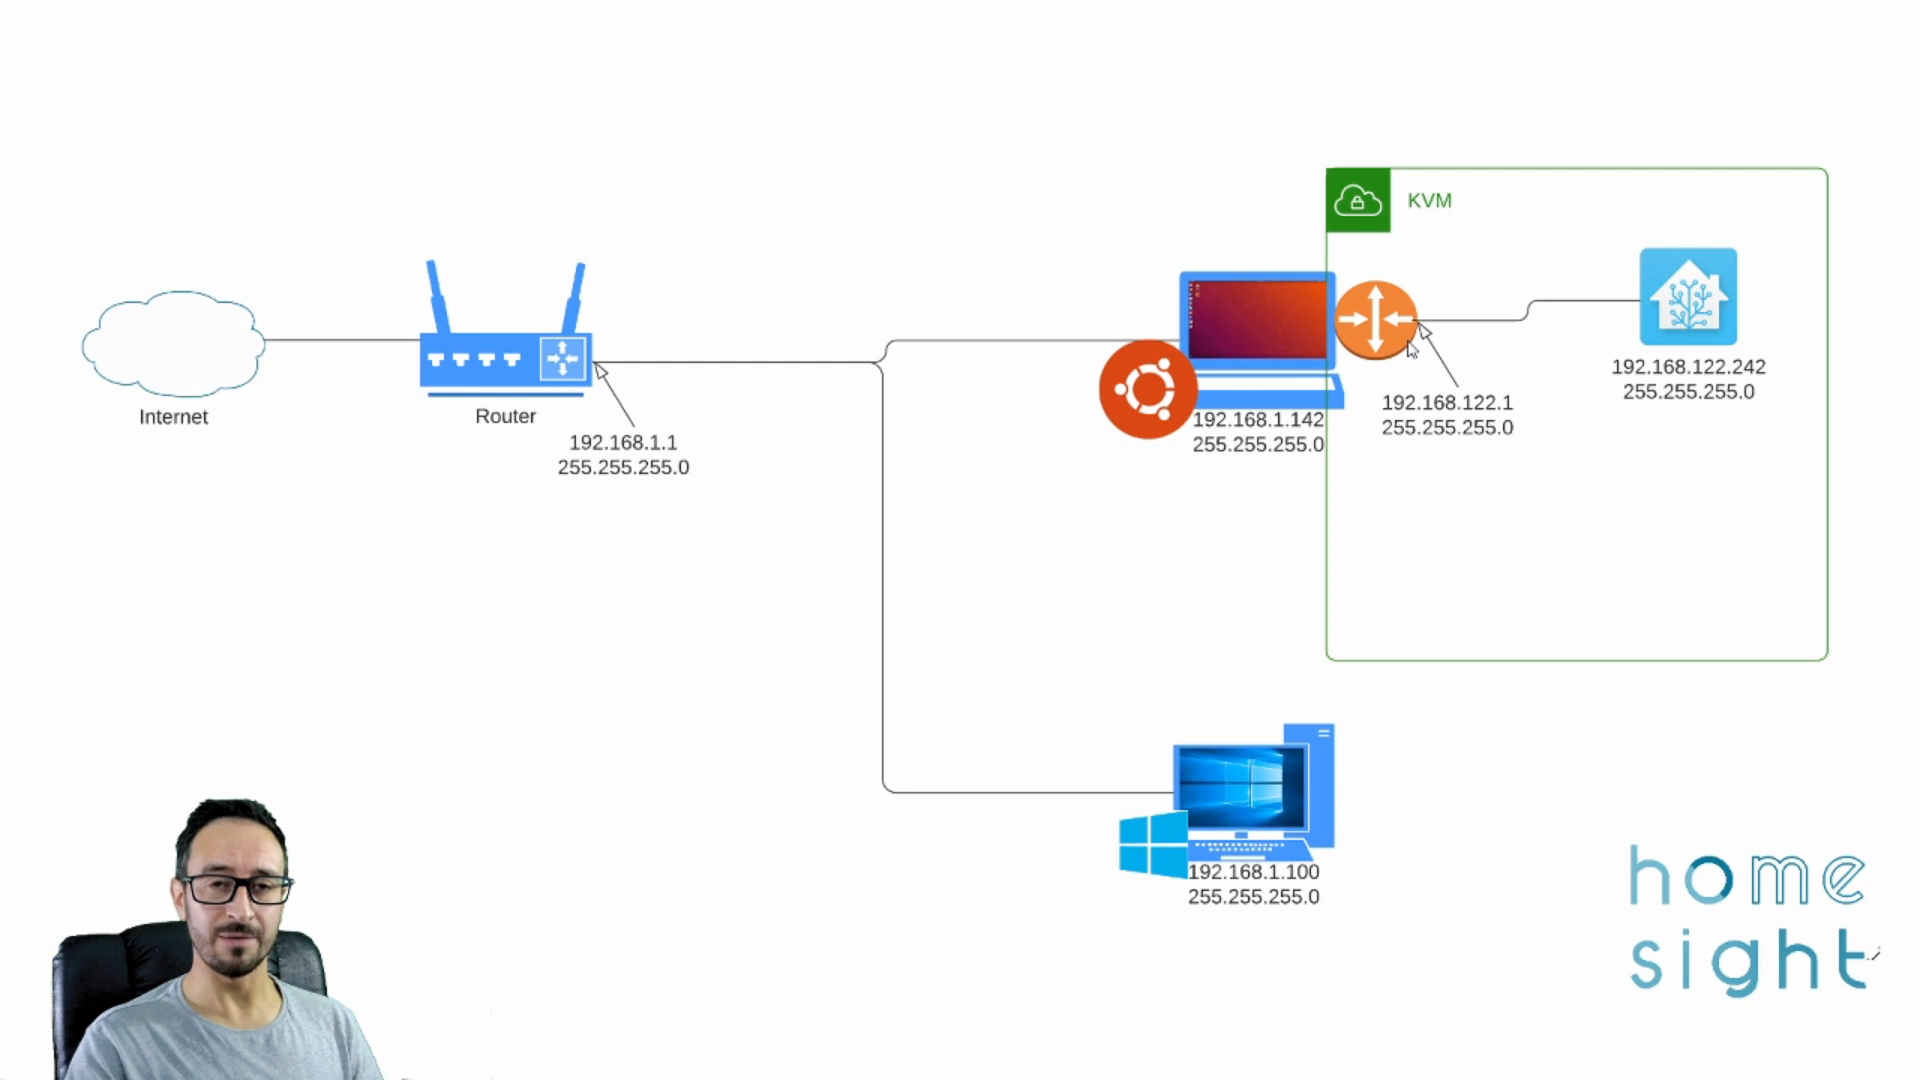 KVM
Internet
Router
192.168.1.1
255.255.255.0
192.168.1.142
255.255.255.0
192.168.122.1
255.255.255.0
192.168.122.242
255.255.255.0
192.168.1.100
255.255.255.0
home
sight